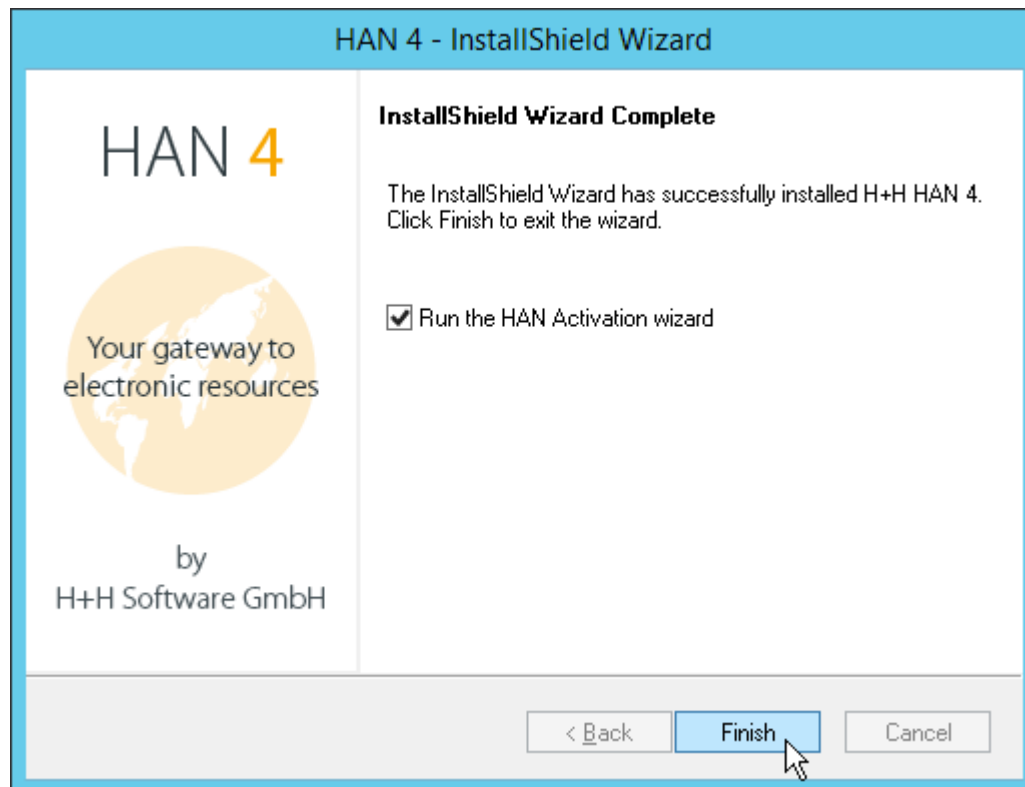 HAN 4 - InstallShield Wizard
HAN 4
Your gateway to
electronic resources
by
H+H Software GmbH
InstallShield Wizard Complete
The InstallShield Wizard has successfully installed H+H HAN 4.
Click Finish to exit the wizard.
Run the HAN Activation wizard
< Back
Finish
Cancel